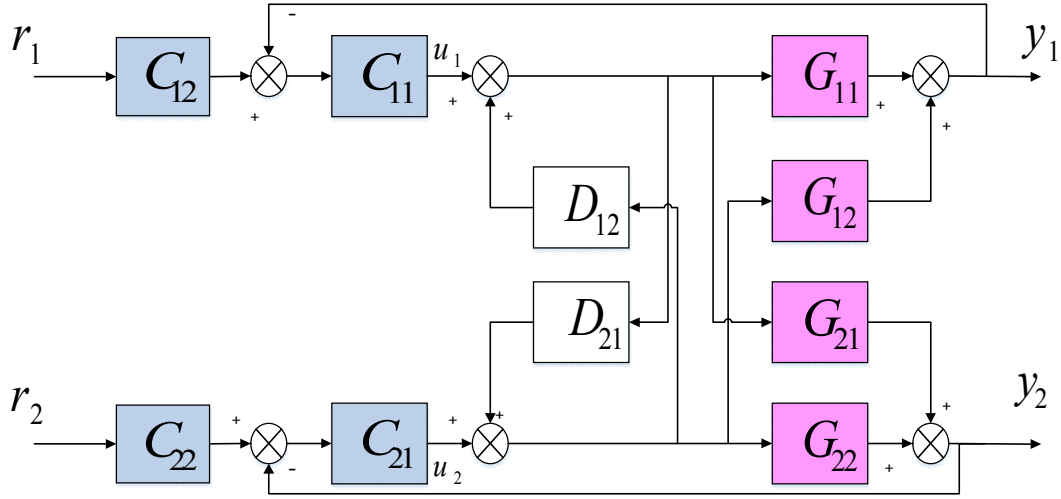 -
r1 C12 C11 u1 G11 y1
+ + + +
+
D12 G12
D21 G21
+ + + +
r2 C22 C21 G22 y2
- u2 +